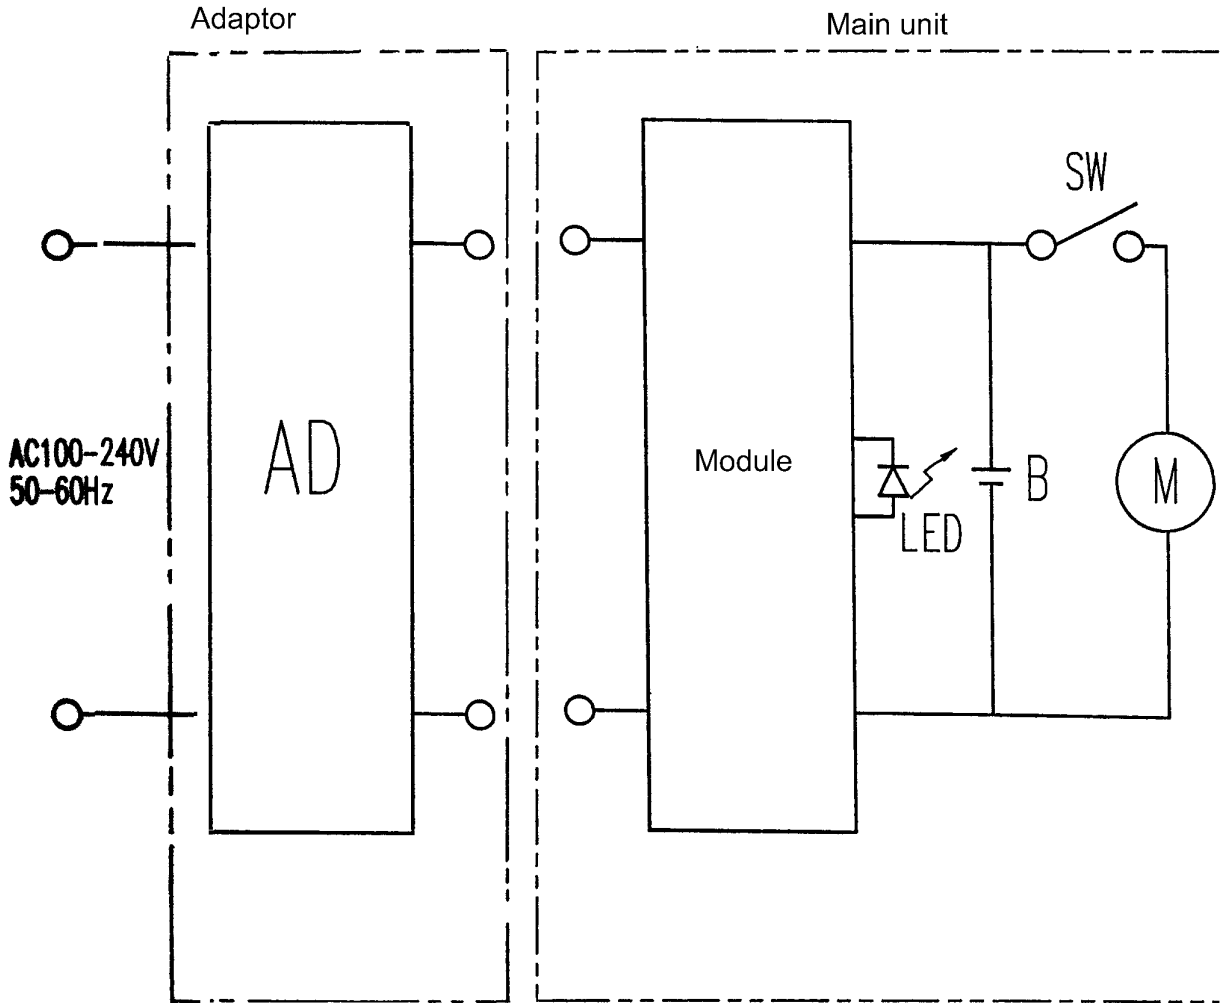 Adaptor
Main unit
SW
AC100-240V
50-60Hz
AD
Module
LED
B
M